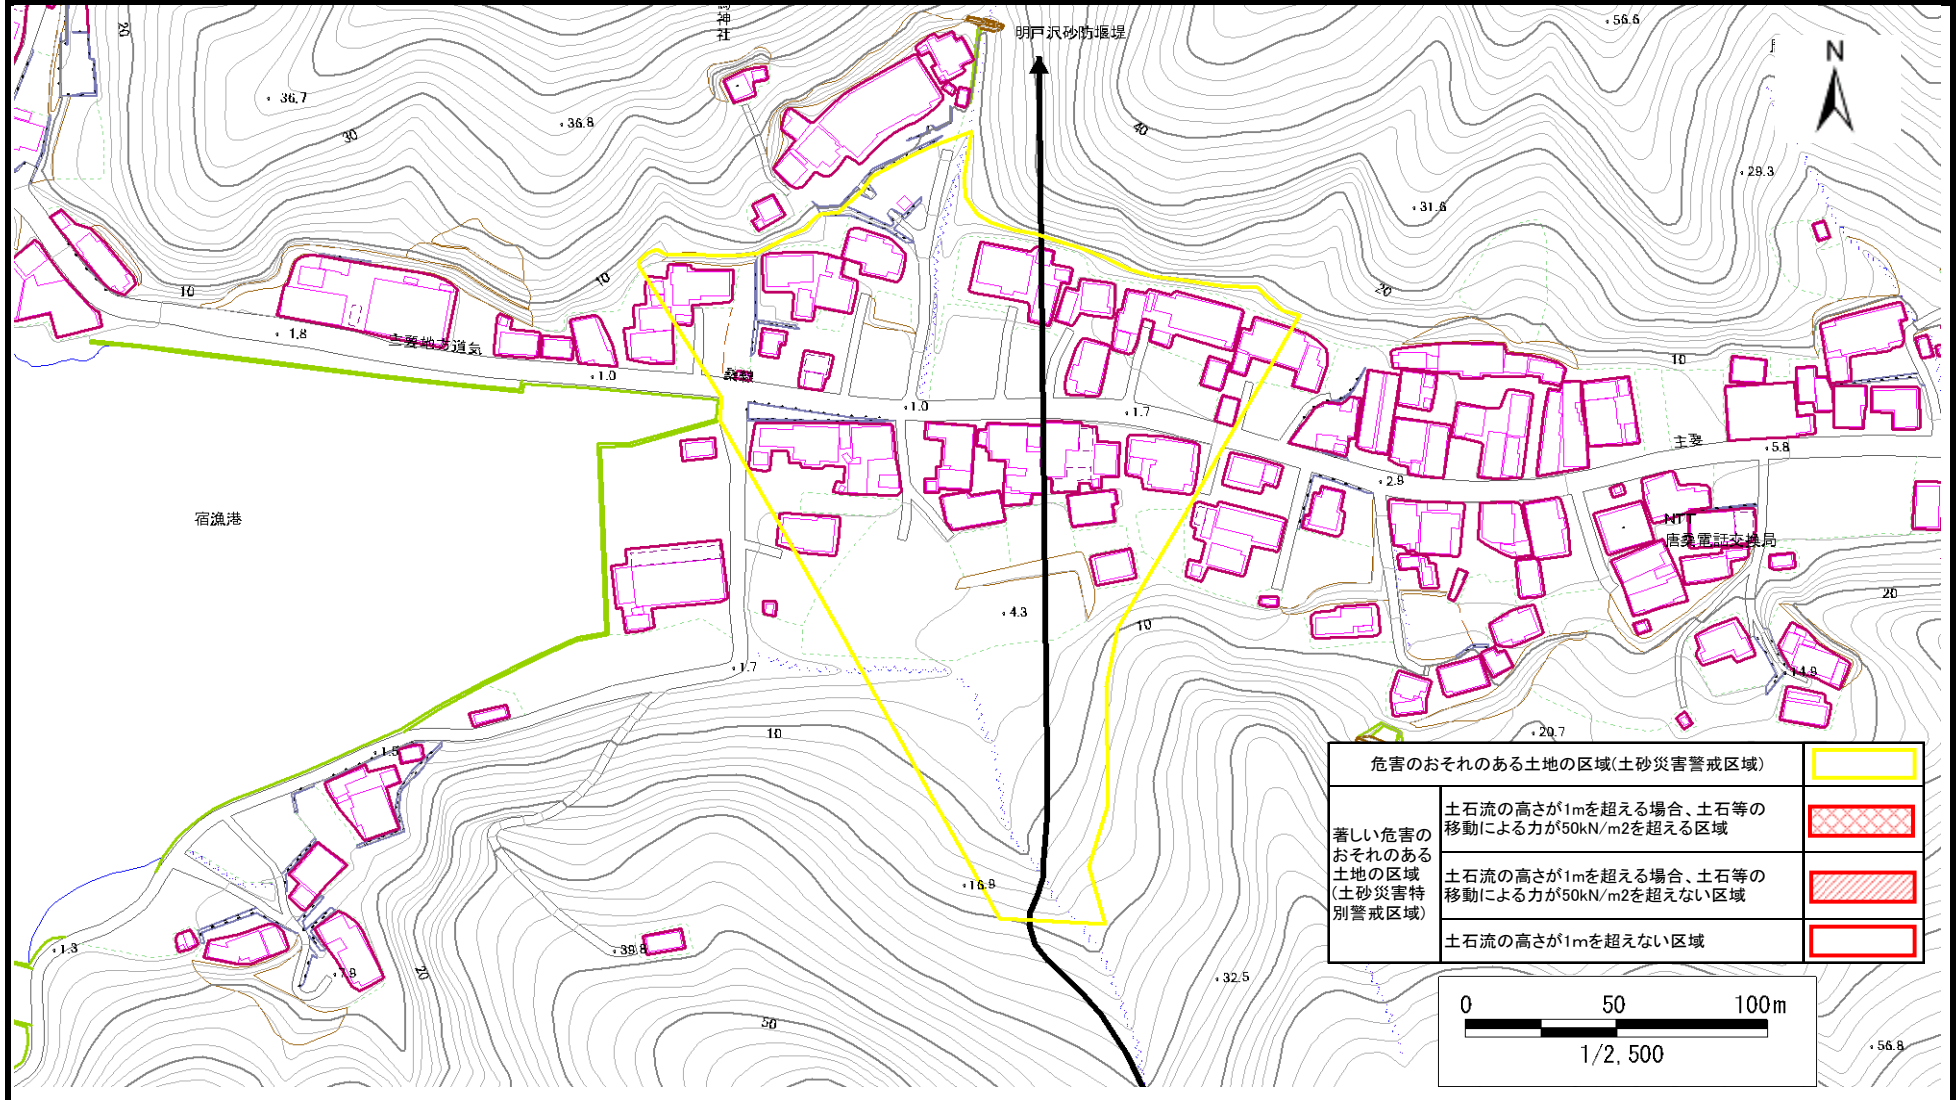 神社
明戸沢砂防堰堤
56.6
N
20
36.7
36.8
30
40
29.3
31.6
10
10
20
1.8
主要地方道気
1.0
1.0
1.7
10
主要
5.8
2.9
宿漁港
NTT
唐桑電話交換局
4.3
10
20
1.7
14.9
10
20.7
1.5
16.9
1.3
7.9
20
39.8
32.5
50
56.8
危害のおそれのある土地の区域(土砂災害警戒区域)
著しい危害の
おそれのある
土地の区域
(土砂災害特
別警戒区域)
土石流の高さが1mを超える場合、土石等の
移動による力が50kN/m2を超える区域
土石流の高さが1mを超える場合、土石等の
移動による力が50kN/m2を超えない区域
土石流の高さが1mを超えない区域
0 50 100m
1/2,500